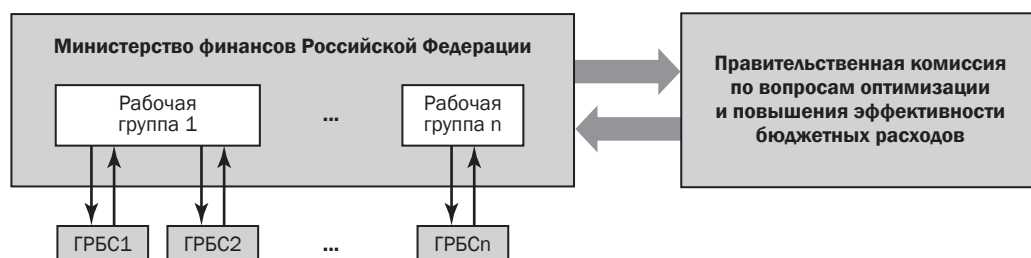 Министерство финансов Российской Федерации
Рабочая
группа 1
...
Рабочая
группа n
ГРБС1
ГРБС2
...
ГРБСn
Правительственная комиссия
по вопросам оптимизации
и повышения эффективности
бюджетных расходов